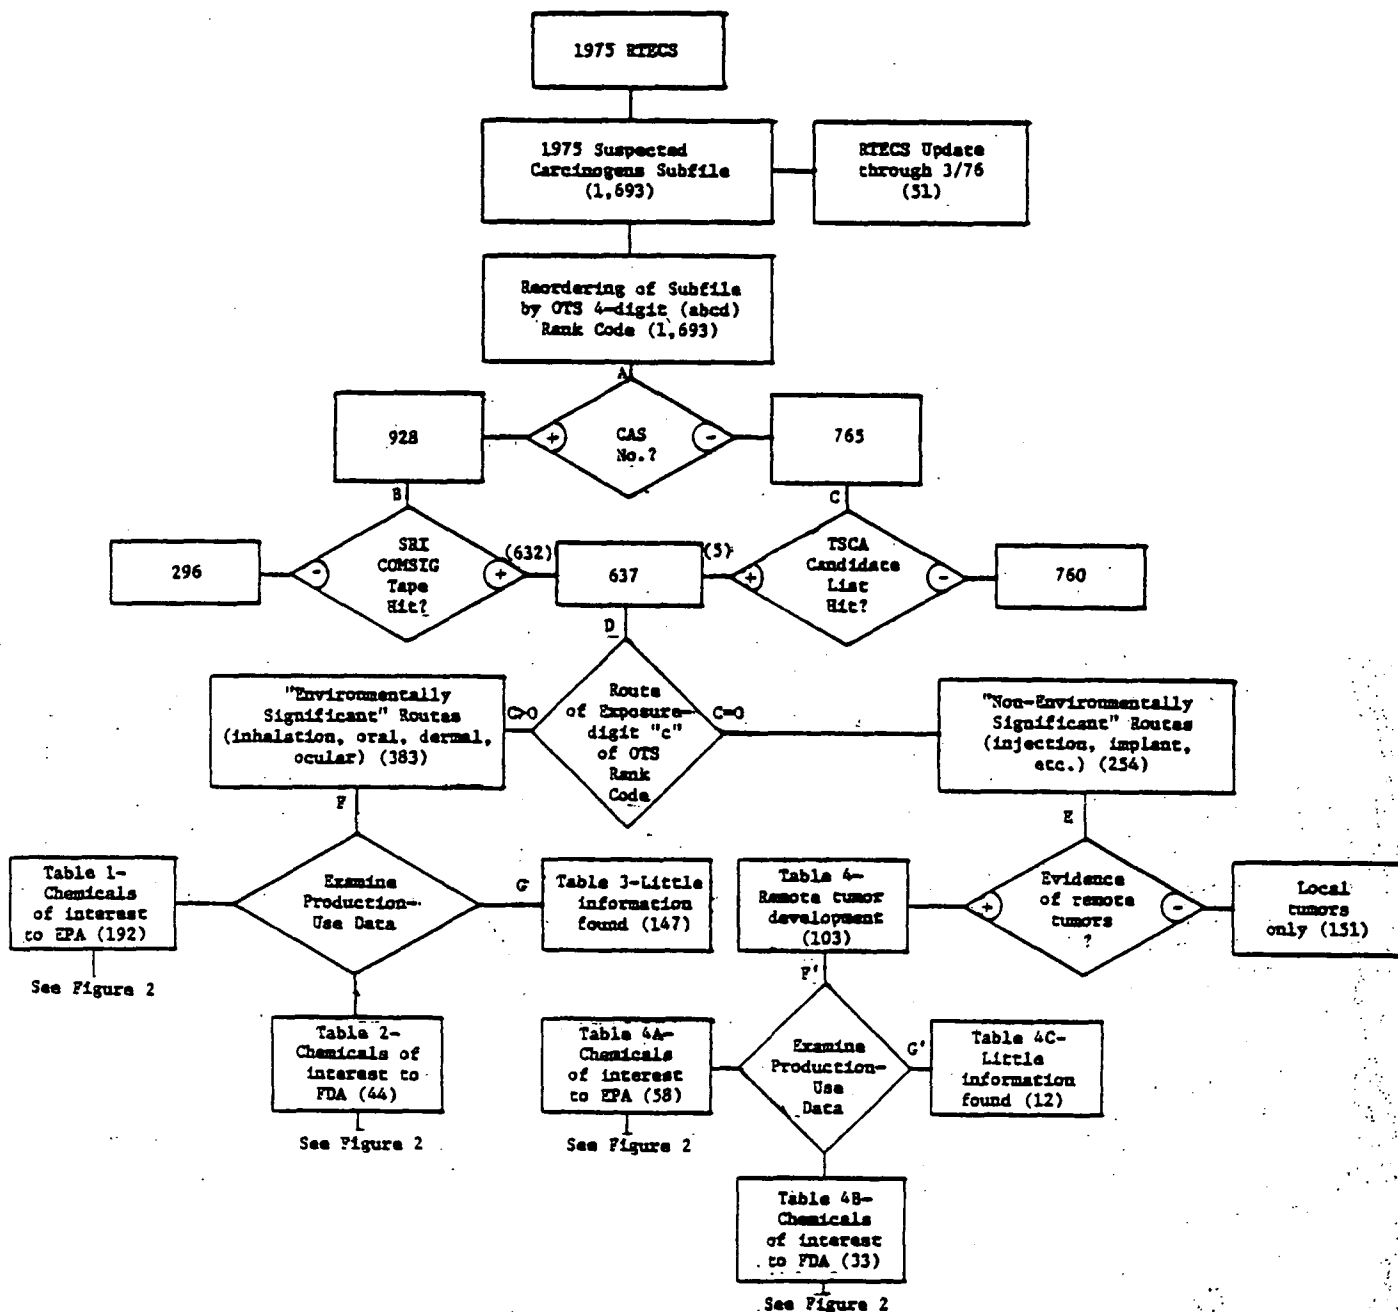 1975 RTECS
1975 Suspected
Carcinogens Subfile
(1,693)
RTECS Update
through 3/76
(51)
Reordering of Subfile
by OTS 4-digit (abcd)
Rank Code (1,693)
A
928
+
CAS
No.?
-
765
B
C
296
-
SRI
COMSIG
Tape
Hit?
+
(632)
637
(5)
+
TSCA
Candidate
List
Hit?
-
760
D
"Environmentally
Significant" Routes
(inhalation, oral, dermal,
ocular) (383)
C>O
Route
of Exposure—
digit "c"
of OTS
Rank
Code
C=O
"Non-Environmentally
Significant" Routes
(injection, implant,
etc.) (254)
F
E
Table 1-
Chemicals
of interest
to EPA (192)
See Figure 2
Examine
Production-
Use Data
G
Table 3-Little
information
found (147)
Table 4-
Remote tumor
development
(103)
+
Evidence
of remote
tumors
?
-
Local
tumors
only (151)
Table 2-
Chemicals of
interest to
FDA (44)
See Figure 2
F'
Table 4A-
Chemicals
of interest
to EPA (58)
See Figure 2
Examine
Production-
Use
Data
G'
Table 4C-
Little
information
found (12)
Table 4B-
Chemicals
of interest
to FDA (33)
See Figure 2